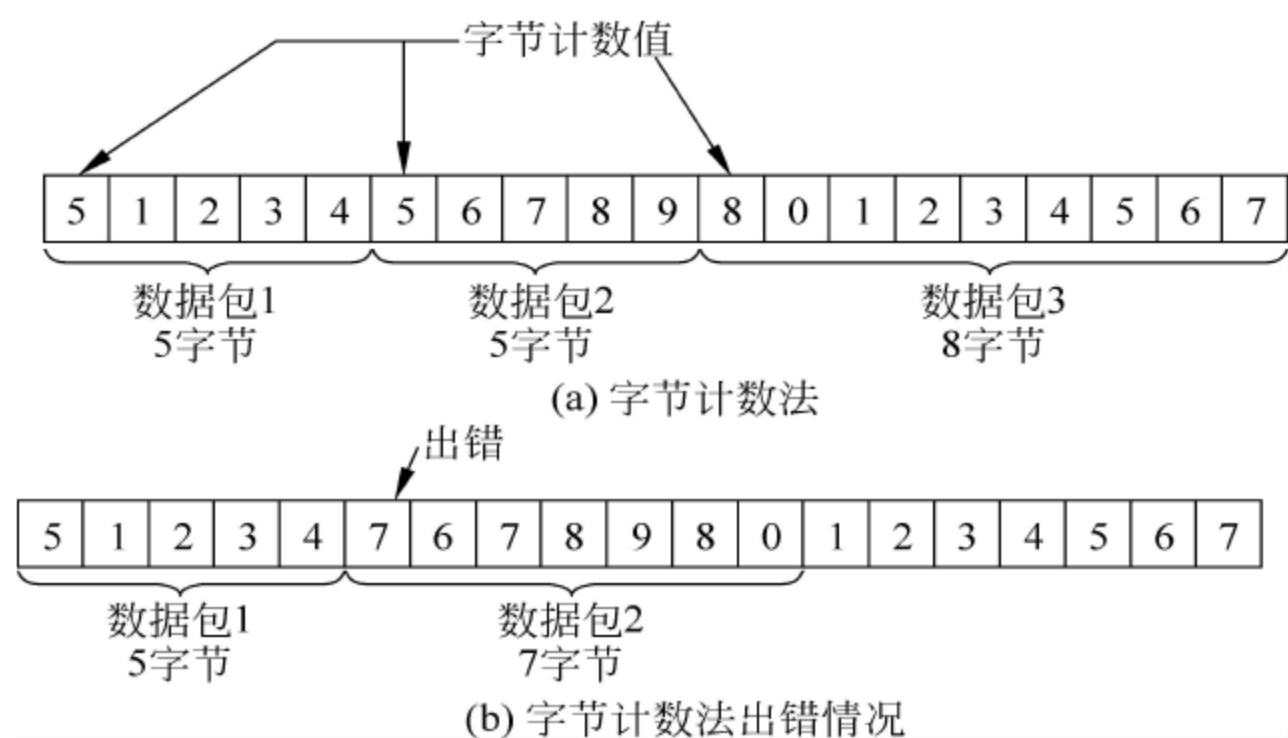 字节计数值
5 1 2 3 4 5 6 7 8 9 8 0 1 2 3 4 5 6 7
数据包1 数据包2 数据包3
5字节 5字节 8字节
(a) 字节计数法
出错
5 1 2 3 4 7 6 7 8 9 8 0 1 2 3 4 5 6 7
数据包1 数据包2
5字节 7字节
(b) 字节计数法出错情况